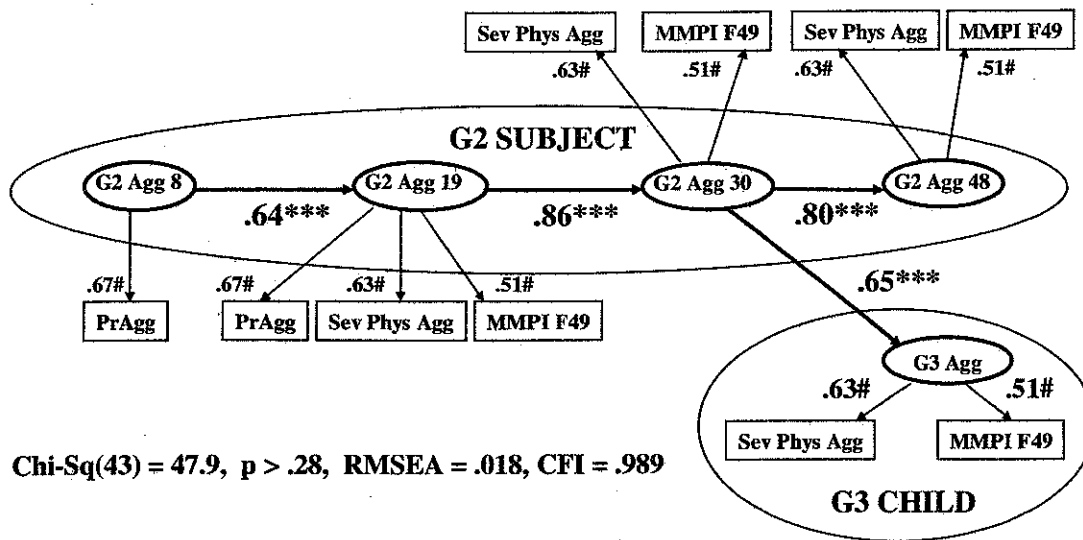 Sev Phys Agg
MMPI F49
Sev Phys Agg
MMPI F49
.63#
.51#
.63#
.51#
G2 SUBJECT
G2 Agg 8
G2 Agg 19
G2 Agg 30
G2 Agg 48
.64***
.86***
.80***
.67#
.67#
.63#
.51#
.65***
PrAgg
PrAgg
Sev Phys Agg
MMPI F49
G3 Agg
.63#
.51#
Sev Phys Agg
MMPI F49
Chi-Sq(43) = 47.9, p > .28, RMSEA = .018, CFI = .989
G3 CHILD